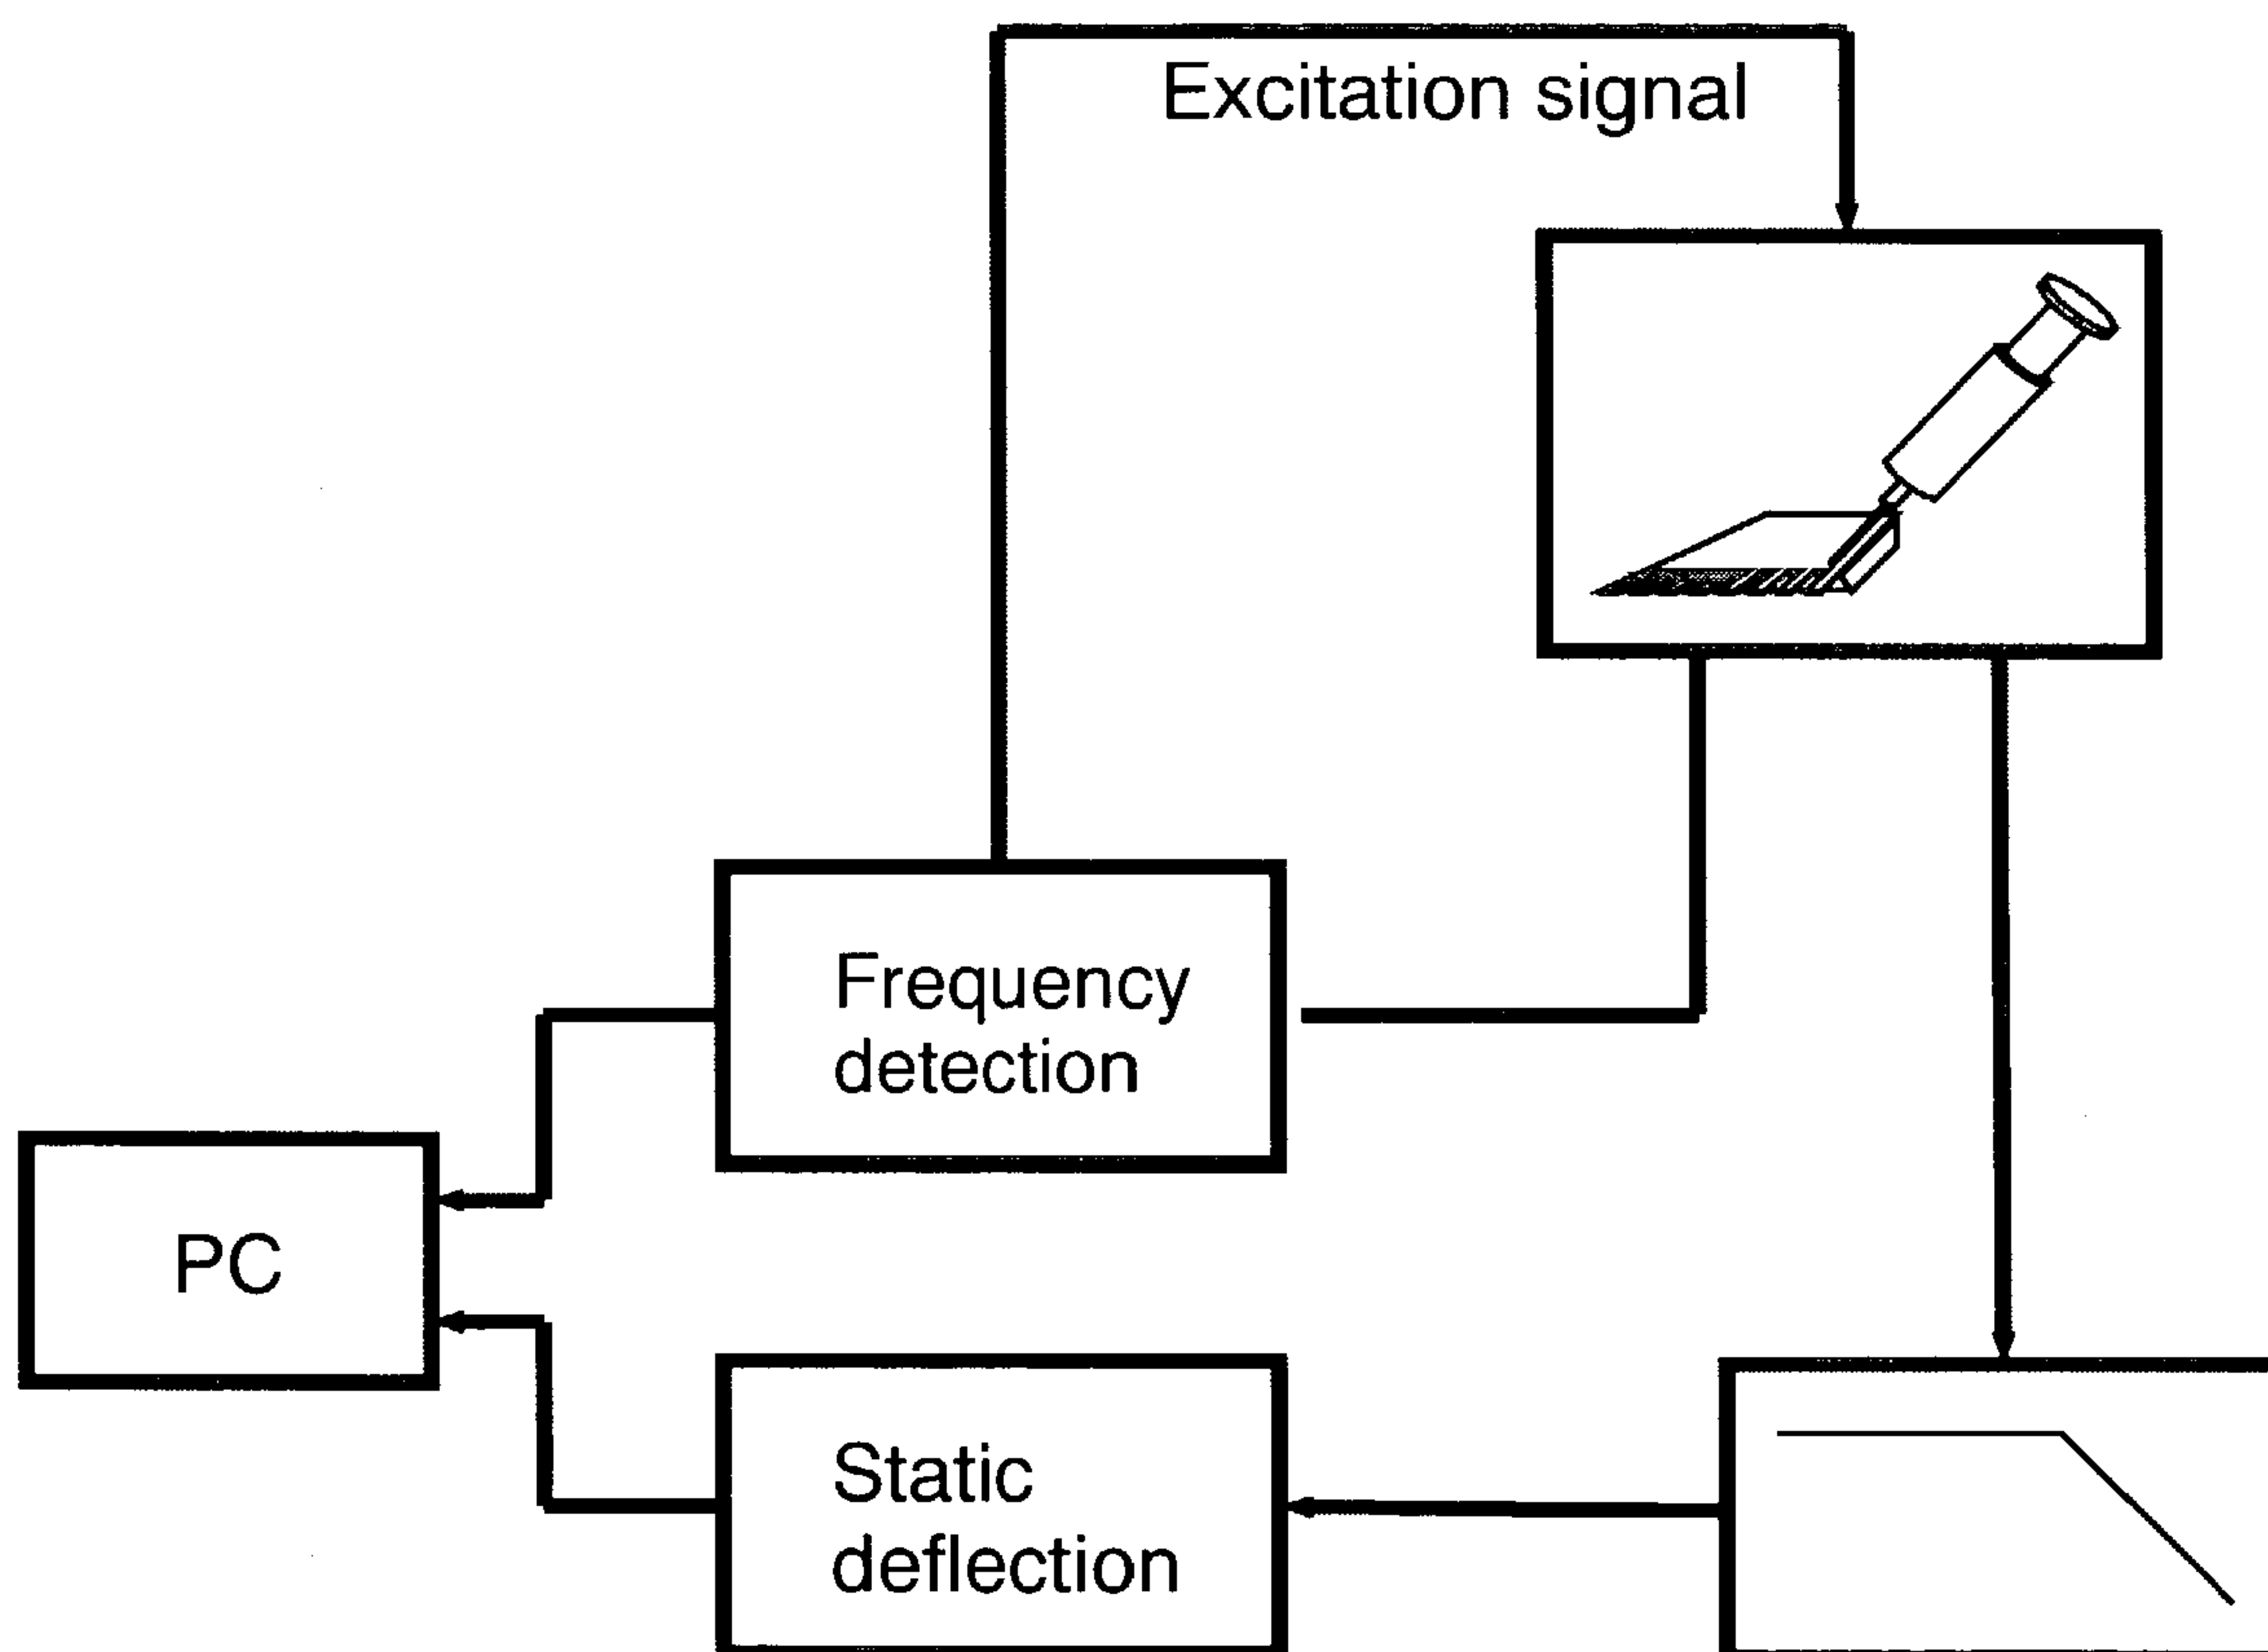 Excitation signal
Frequency
detection
PC
Static
deflection